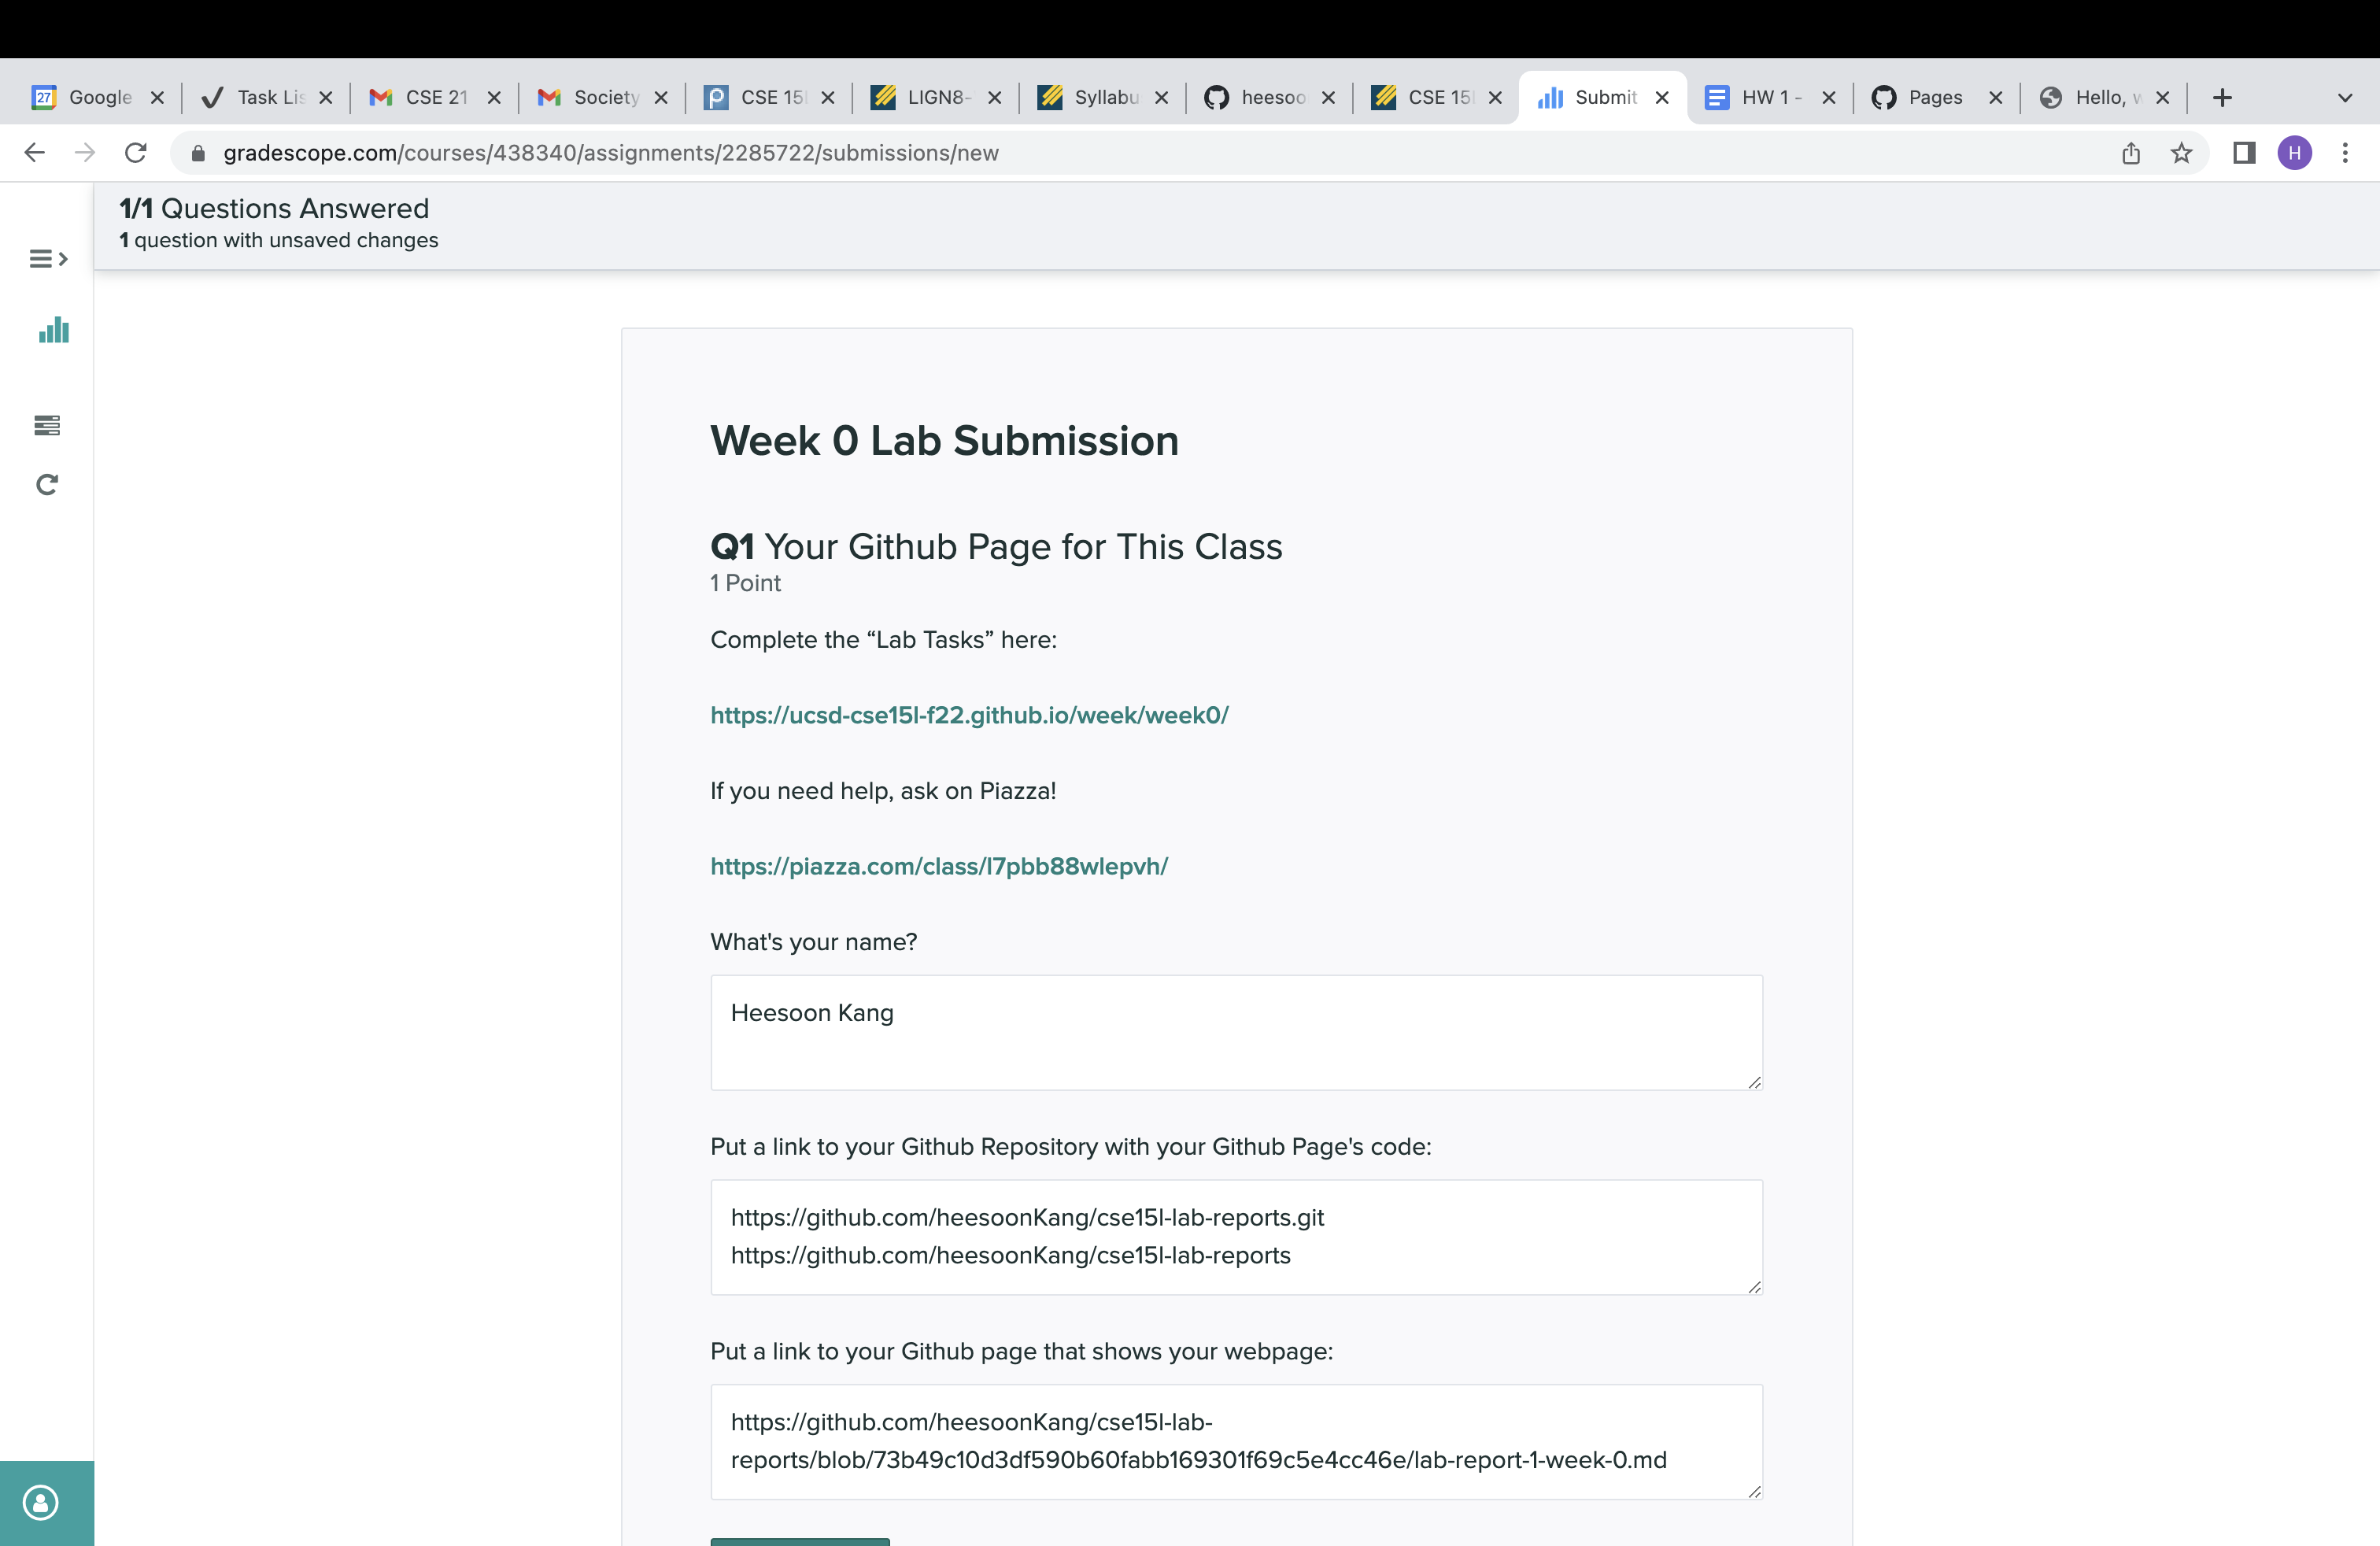 Google
Task Lis
CSE 21
Society
CSE 15
LIGN8-
Syllabu
heesoo
CSE 15
Submit
HW 1 -
Pages
Hello, w
27
gradescope.com/courses/438340/assignments/2285722/submissions/new
H
1/1 Questions Answered
1 question with unsaved changes
Week 0 Lab Submission
Q1 Your Github Page for This Class
1 Point
Complete the “Lab Tasks” here:
https://ucsd-cse15l-f22.github.io/week/week0/
If you need help, ask on Piazza!
https://piazza.com/class/l7pbb88wlepvh/
What's your name?
Heesoon Kang
Put a link to your Github Repository with your Github Page's code:
https://github.com/heesoonKang/cse15l-lab-reports.git
https://github.com/heesoonKang/cse15l-lab-reports
Put a link to your Github page that shows your webpage:
https://github.com/heesoonKang/cse15l-lab-
reports/blob/73b49c10d3df590b60fabb169301f69c5e4cc46e/lab-report-1-week-0.md